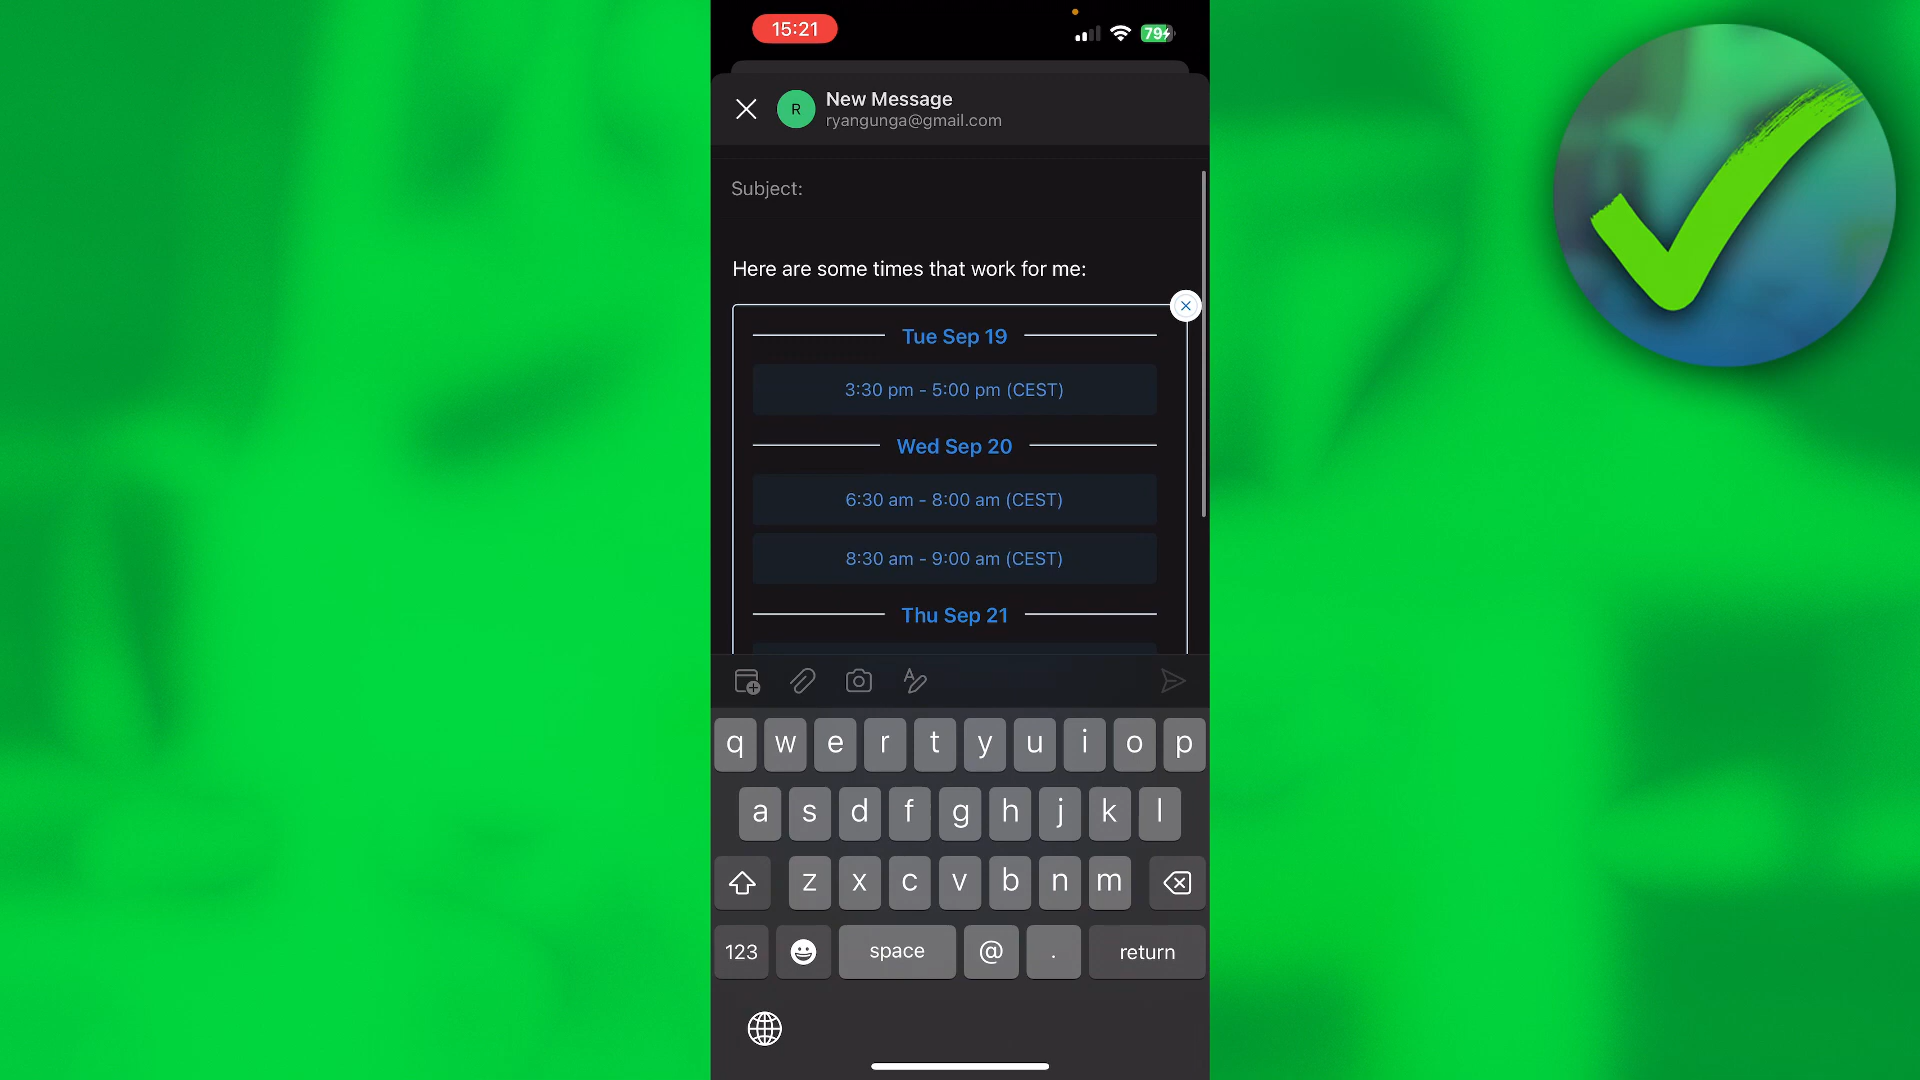 15:21
79
R
New Message
ryangunga@gmail.com
Subject:
Here are some times that work for me:
Tue Sep 19
3:30 pm - 5:00 pm (CEST)
Wed Sep 20
6:30 am - 8:00 am (CEST)
8:30 am - 9:00 am (CEST)
Thu Sep 21
q w e r t y u i o p
a s d f g h j k l
z x c v b n m
123 space @ . return